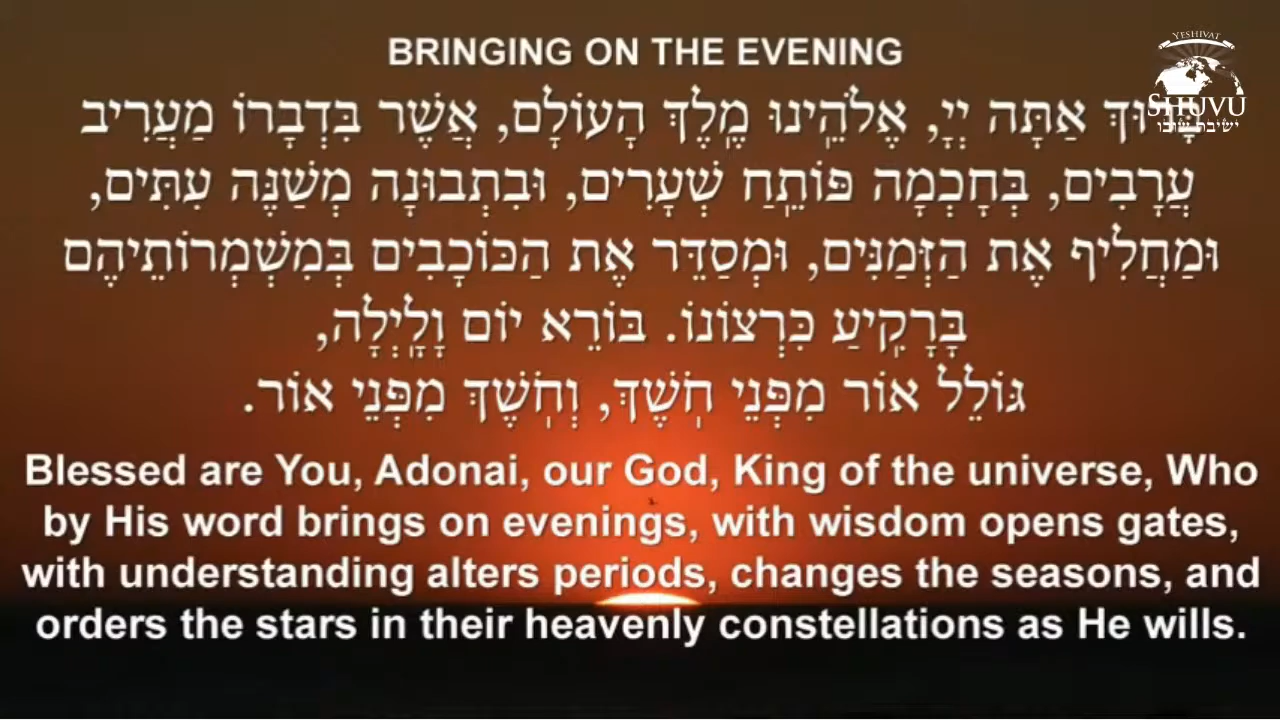 BRINGING ON THE EVENING
YESHIVAT
SHUVU
ישיבת שובו
אַתָּה יְיָ, אֱלֹהֵֽינוּ מֶֽלֶךְ הָעוֹלָם, אֲשֶׁר בִּדְבָרוֹ מַעֲרִיב
עֲרָבִים, בְּחָכְמָה פּוֹתֵֽחַ שְׁעָרִים, וּבִתְבוּנָה מְשַׁנֶּה עִתִּים,
וּמַחֲלִיף אֶת הַזְּמַנִּים, וּמְסַדֵּר אֶת הַכּוֹכָבִים בְּמִשְׁמְרוֹתֵיהֶם
בָּרָקִֽיעַ כִּרְצוֹנוֹ. בּוֹרֵא יוֹם וָלָֽיְלָה,
גּוֹלֵל אוֹר מִפְּנֵי חֹֽשֶׁךְ, וְחֹֽשֶׁךְ מִפְּנֵי אוֹר.
Blessed are You, Adonai, our God, King of the universe, Who
by His word brings on evenings, with wisdom opens gates,
with understanding alters periods, changes the seasons, and
orders the stars in their heavenly constellations as He wills.